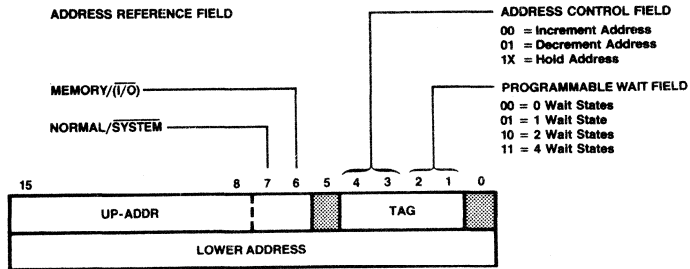 ADDRESS REFERENCE FIELD
ADDRESS CONTROL FIELD
00 = Increment Address
01 = Decrement Address
1X = Hold Address
MEMORY/(I/O)
PROGRAMMABLE WAIT FIELD
00 = 0 Wait States
01 = 1 Wait State
10 = 2 Wait States
11 = 4 Wait States
NORMAL/SYSTEM
15 8 7 6 5 4 3 2 1 0
UP-ADDR TAG
LOWER ADDRESS